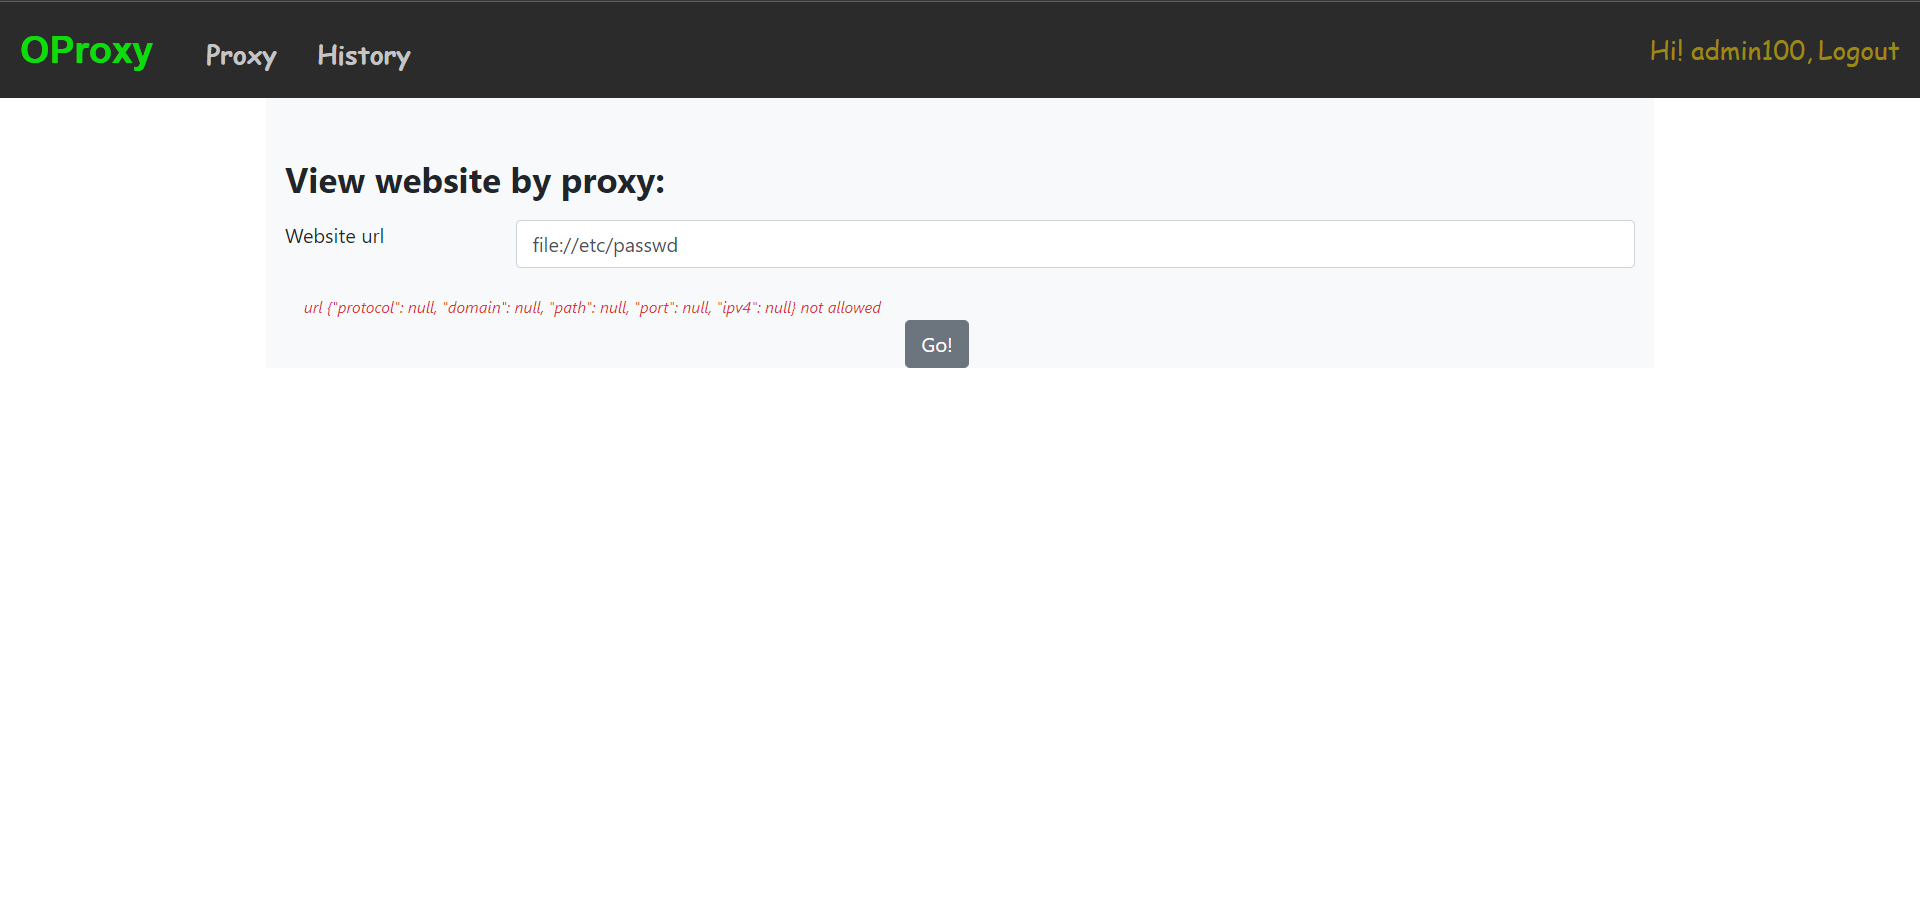 OProxy Proxy History Hi! admin100, Logout
View website by proxy:
Website url file://etc/passwd
url {"protocol": null, "domain": null, "path": null, "port": null, "ipv4": null} not allowed
Go!